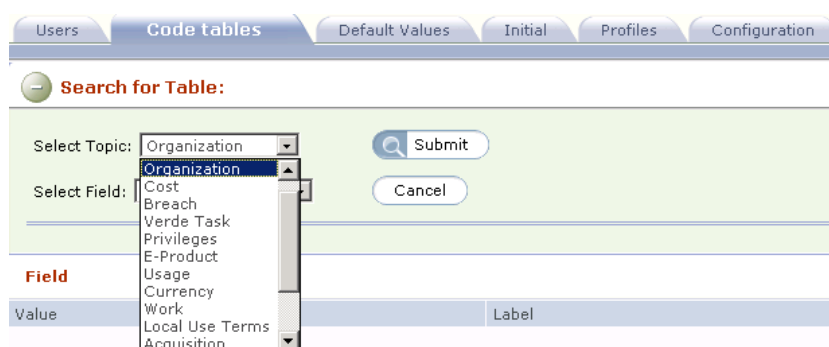 Users Code tables Default Values Initial Profiles Configuration
Search for Table:
Select Topic: Organization Submit
Organization
Select Field: Cancel
Cost
Breach
Verde Task
Privileges
E-Product
Usage
Currency
Work
Local Use Terms
Acquisition
Field
Value Label